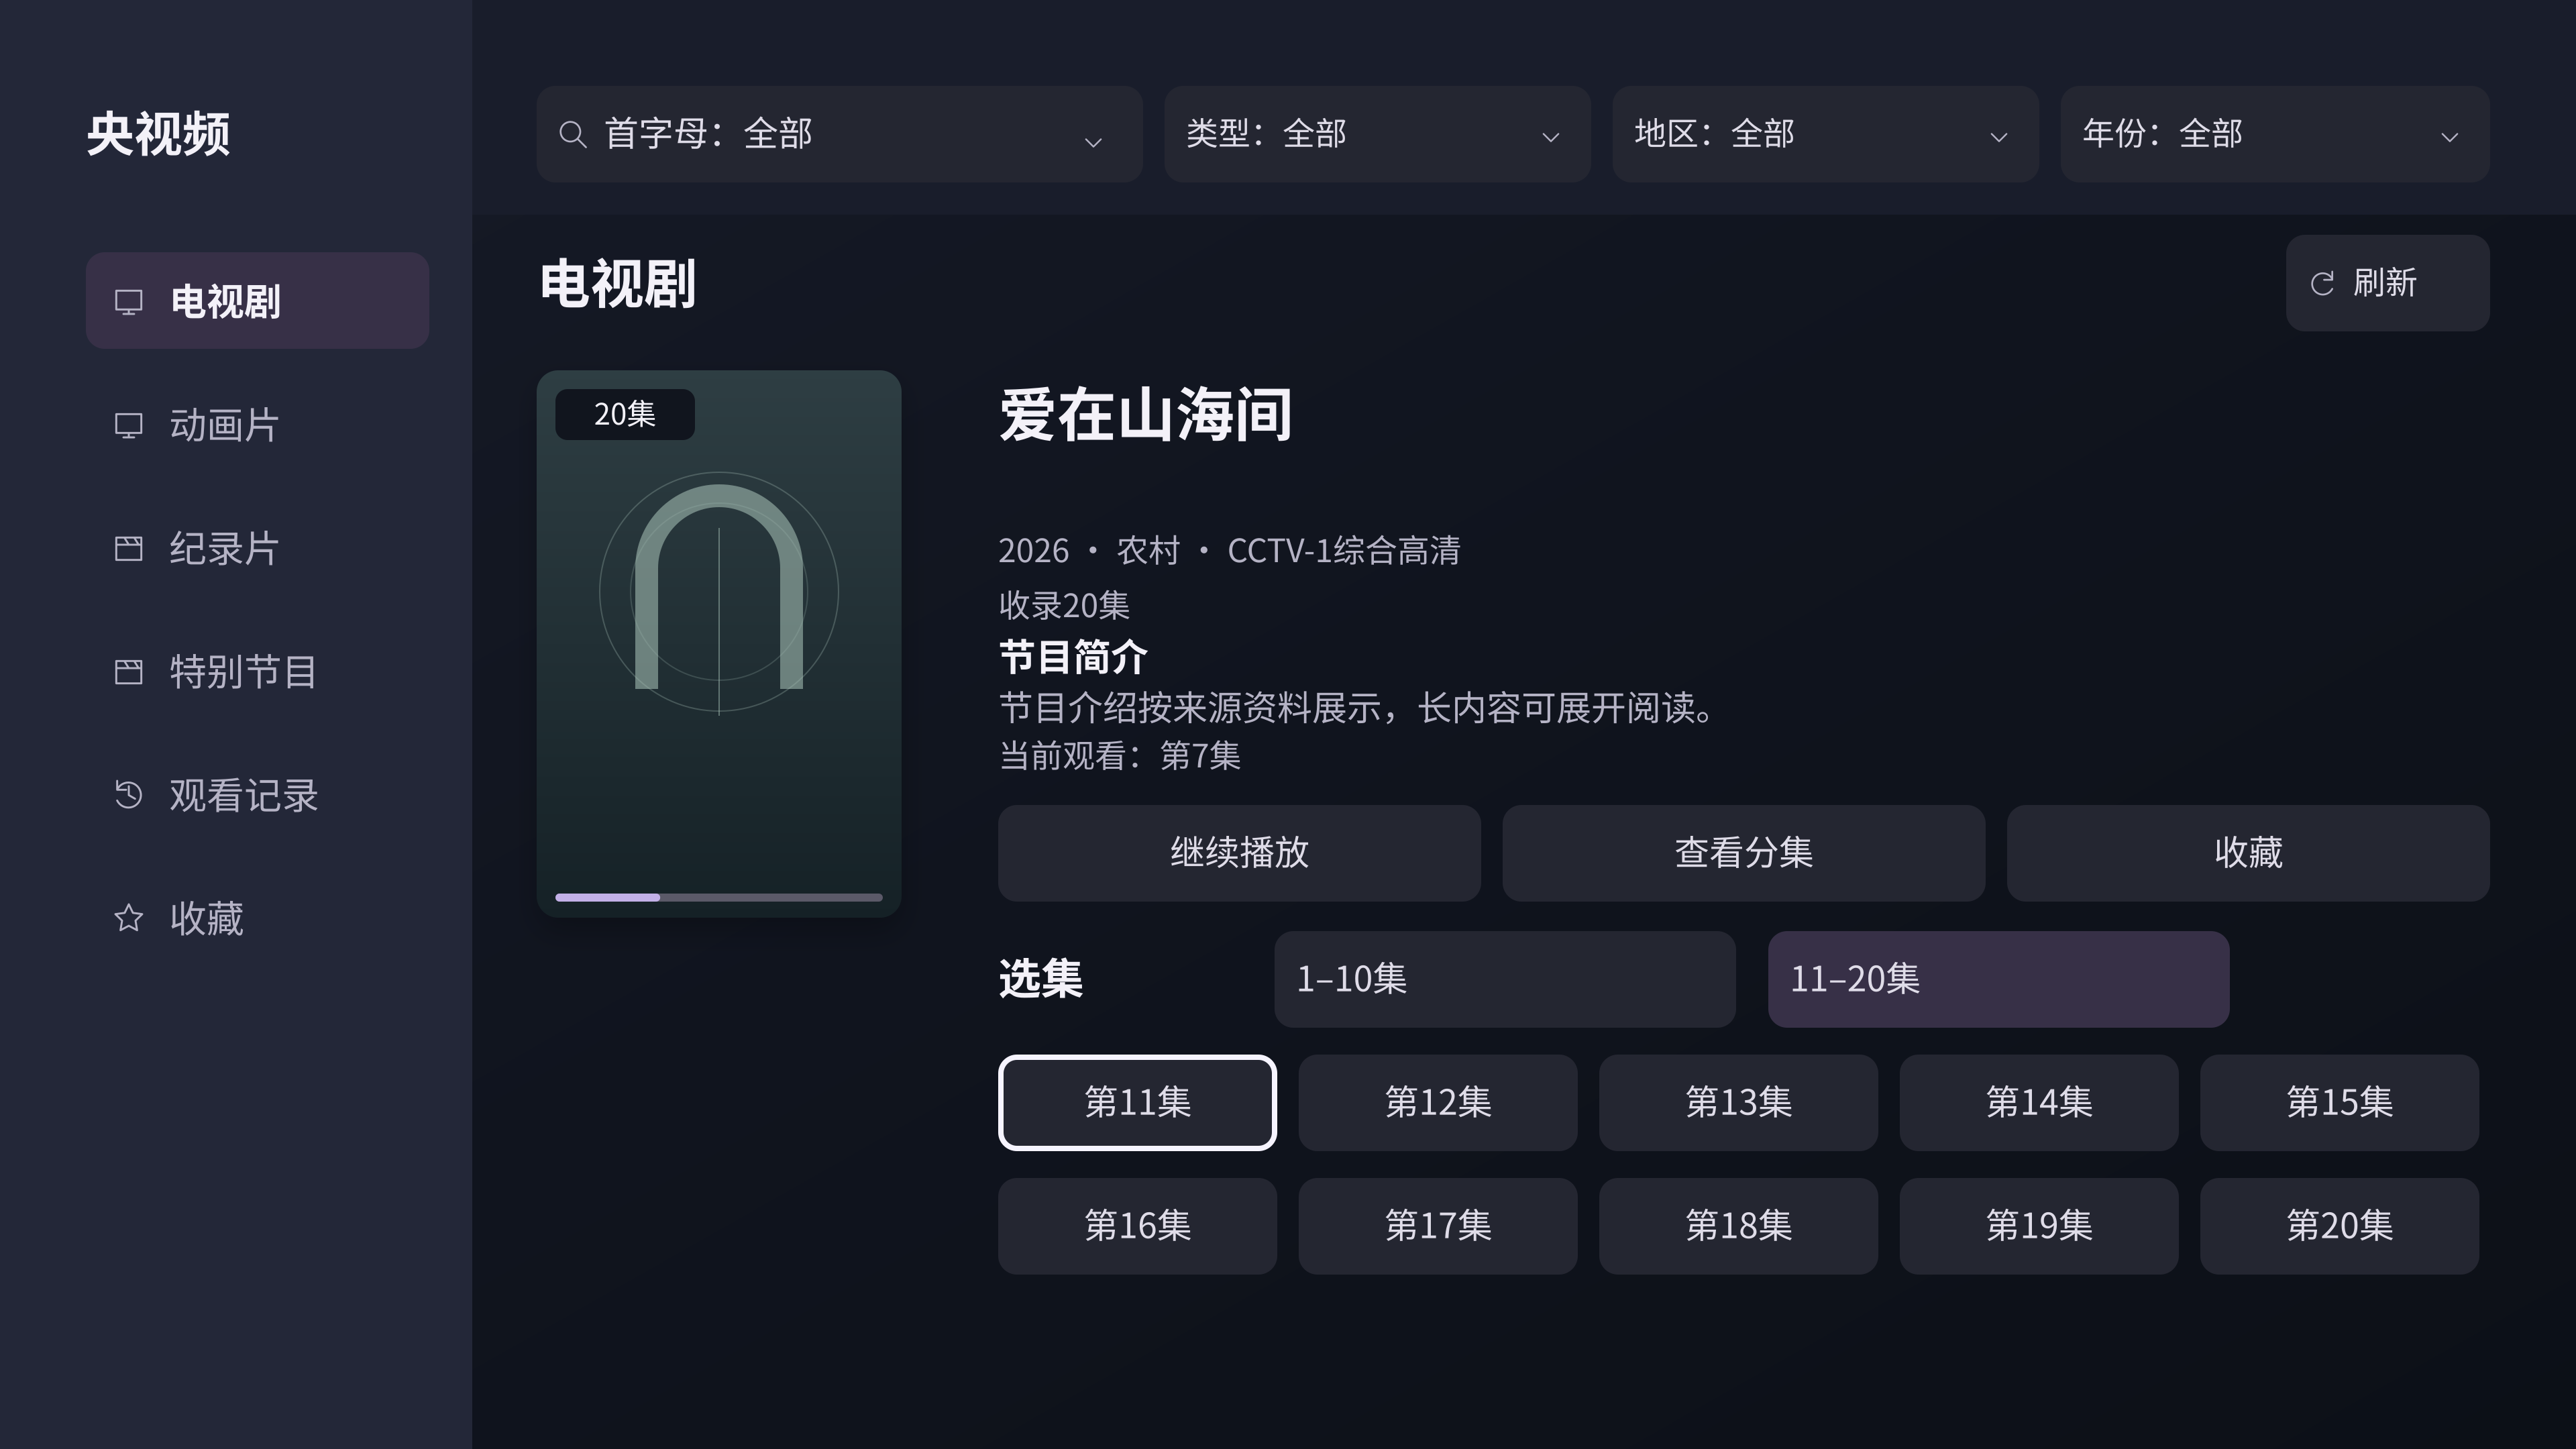 央视频
电视剧
动画片
纪录片
特别节目
观看记录
收藏
首字母：全部
类型：全部
地区：全部
年份：全部
电视剧
刷新
20集
爱在山海间
2026 • 农村 • CCTV-1综合高清
收录20集
节目简介
节目介绍按来源资料展示，长内容可展开阅读。
当前观看：第7集
继续播放
查看分集
收藏
选集
1–10集
11–20集
第11集
第12集
第13集
第14集
第15集
第16集
第17集
第18集
第19集
第20集